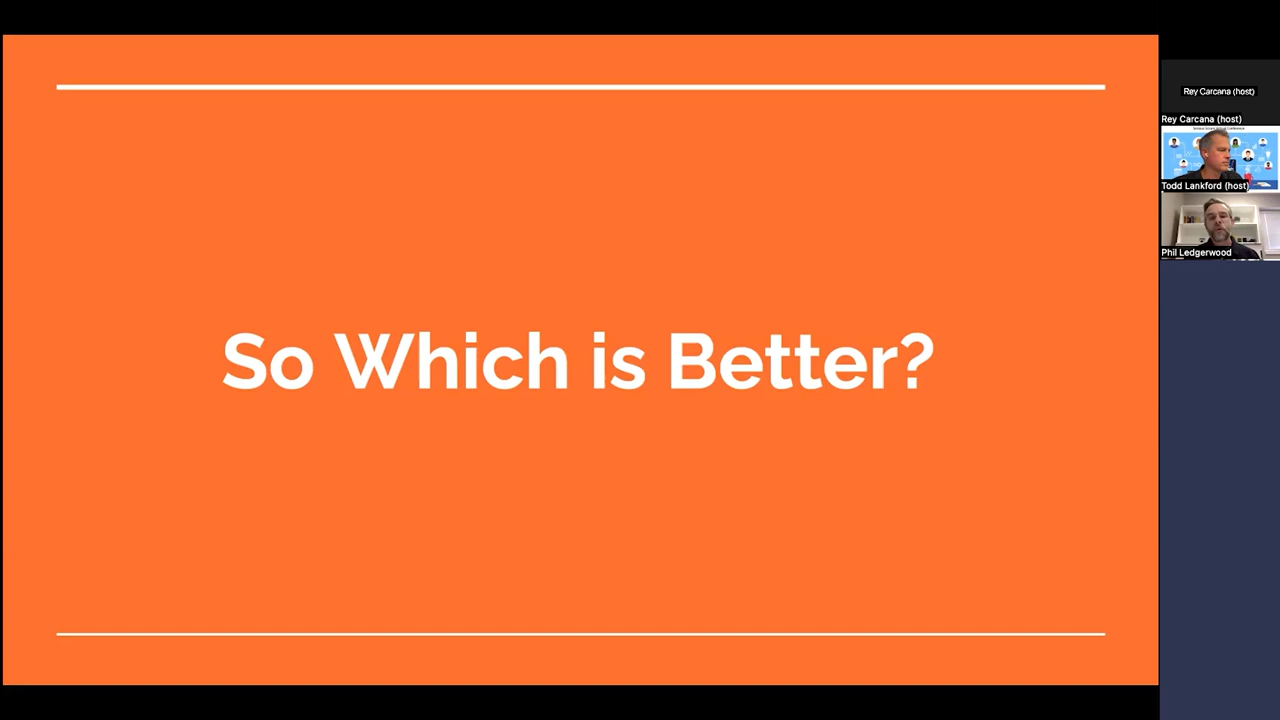 So Which is Better?
Rey Carcana (host)
Rey Carcana (host)
Todd Lankford (host)
Phil Ledgerwood